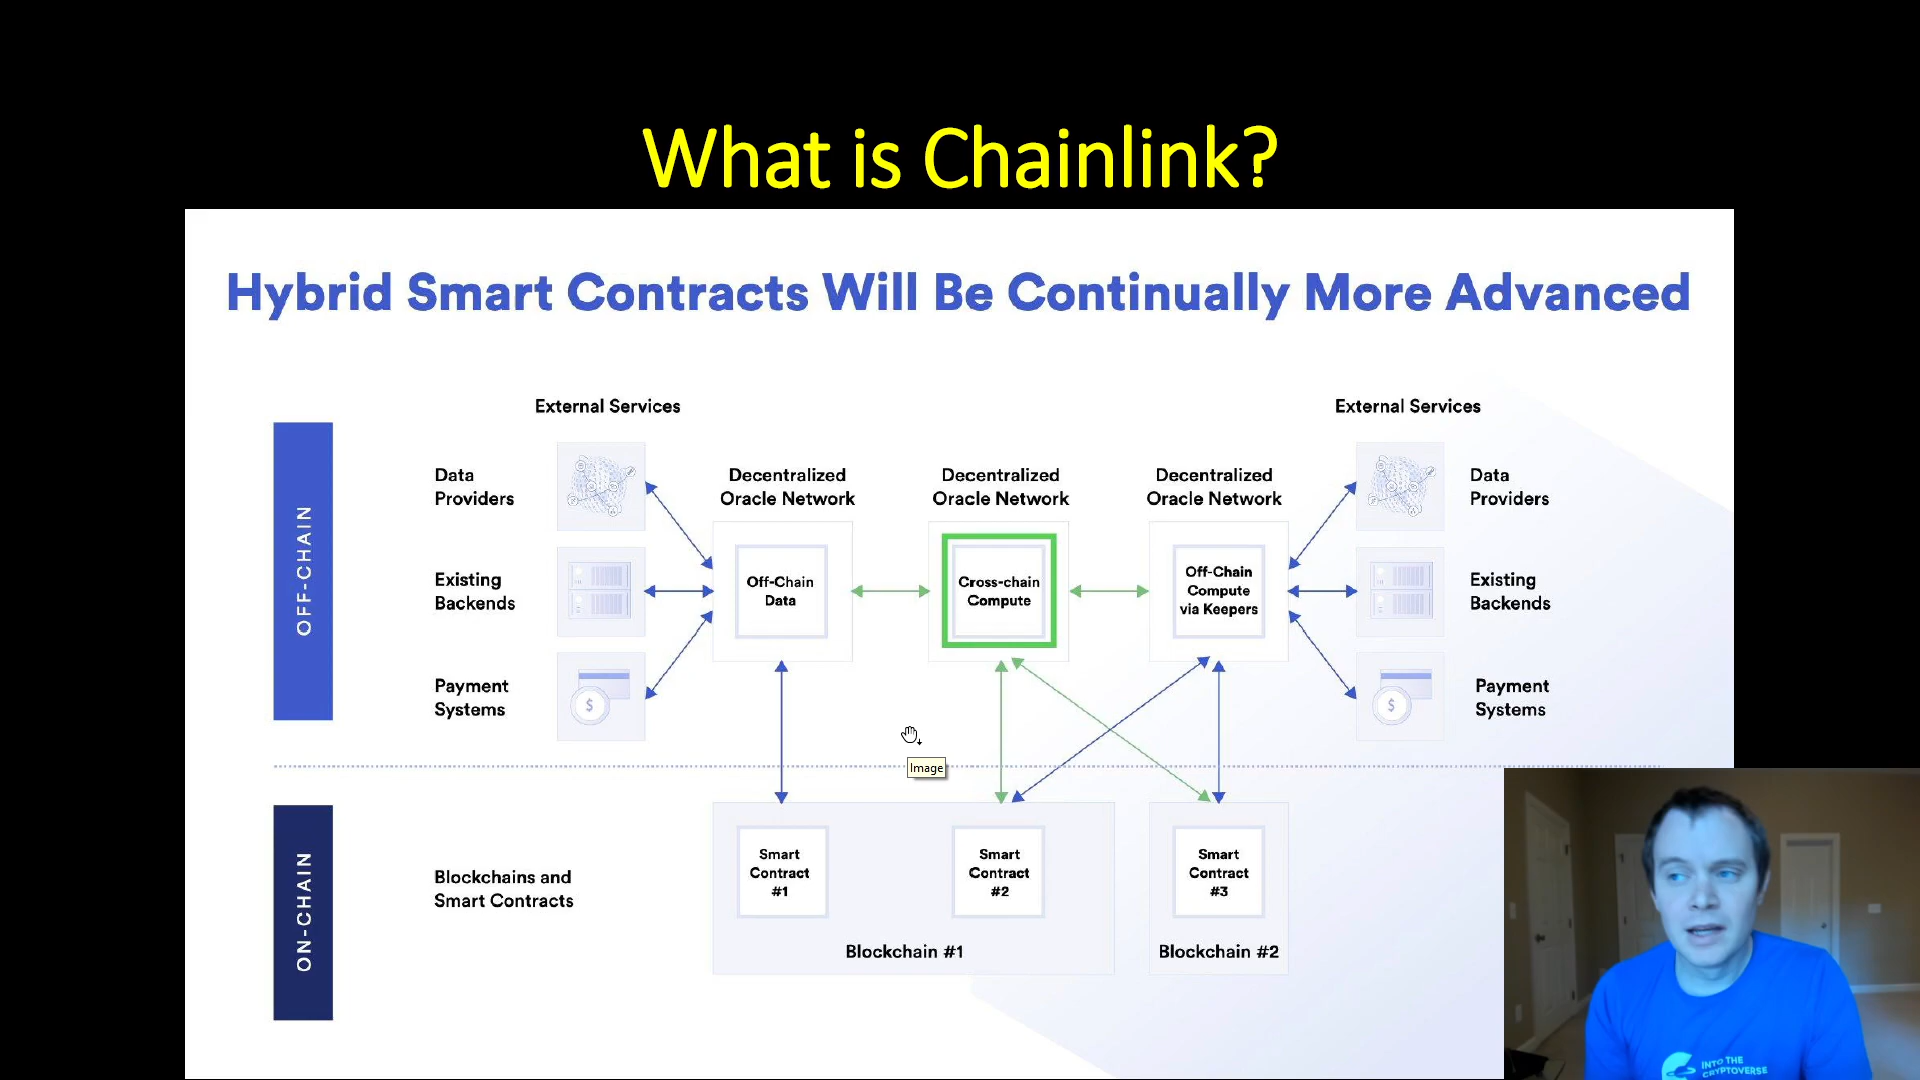 What is Chainlink?
Hybrid Smart Contracts Will Be Continually More Advanced
OFF-CHAIN
External Services
Data
Providers
Existing
Backends
Payment
Systems
$
Decentralized
Oracle Network
Off-Chain
Data
Decentralized
Oracle Network
Cross-chain
Compute
Decentralized
Oracle Network
Off-Chain
Compute
via Keepers
External Services
Data
Providers
Existing
Backends
Payment
Systems
$
Image
ON-CHAIN
Blockchains and
Smart Contracts
Smart
Contract
#1
Smart
Contract
#2
Blockchain #1
Smart
Contract
#3
Blockchain #2
INTO THE
CRYPTOVERSE